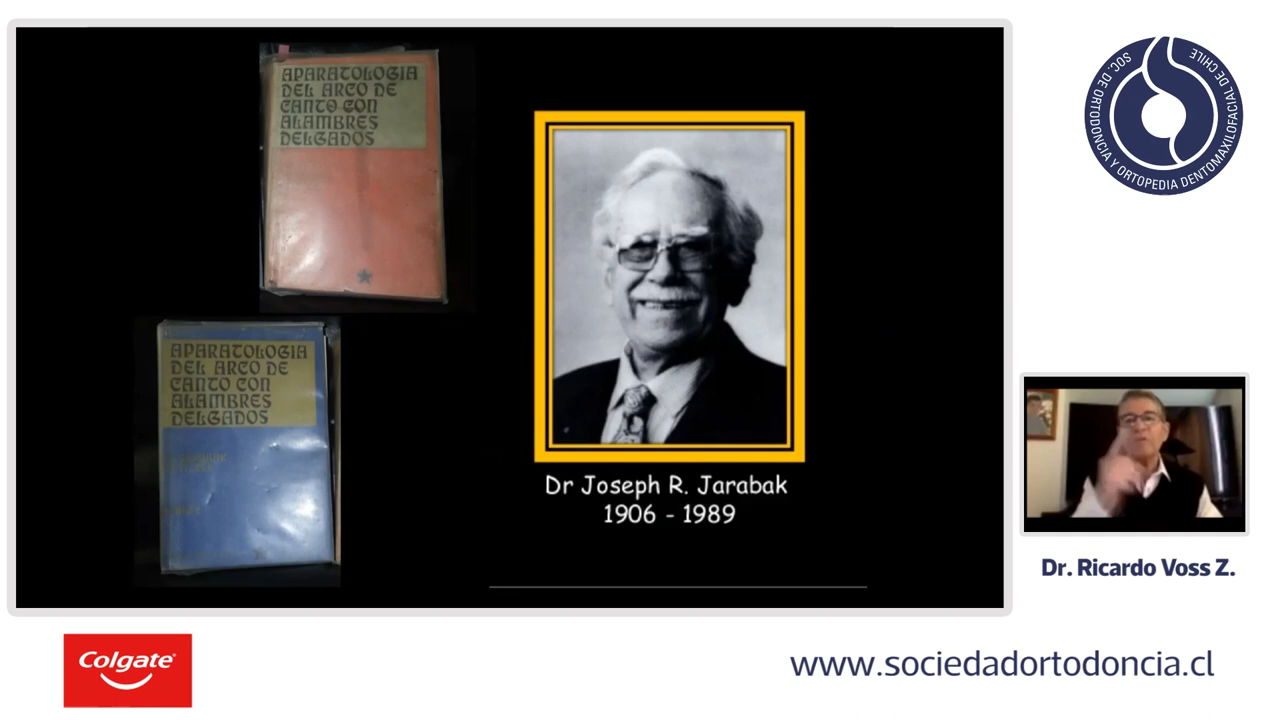 APARATOLOGIA
DEL ARCO DE
CANTO CON
ALAMBRES
DELGADOS
APARATOLOGIA
DEL ARCO DE
CANTO CON
ALAMBRES
DELGADOS
Dr Joseph R. Jarabak
1906 - 1989
SOC. DE ORTODONCIA Y ORTOPEDIA DENTOMAXILOFACIAL DE CHILE
Dr. Ricardo Voss Z.
Colgate®
www.sociedadortodoncia.cl